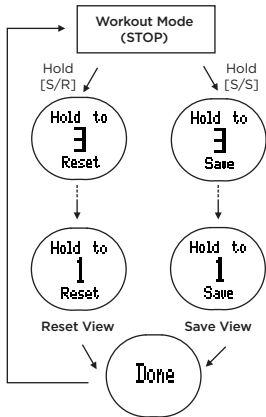 Workout Mode
(STOP)
Hold
[S/R]
Hold
[S/S]
Hold to
3
Reset
Hold to
3
Save
Hold to
1
Reset
Hold to
1
Save
Reset View
Save View
Done